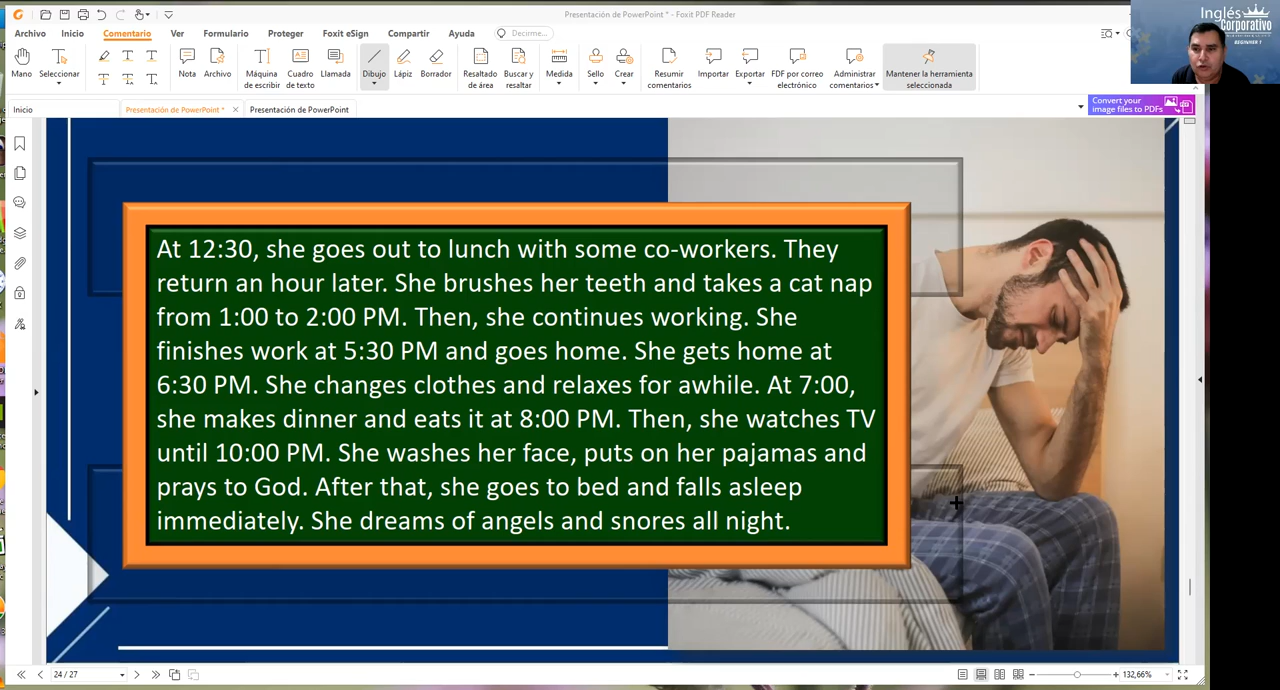 Presentación de PowerPoint * - Foxit PDF Reader
Archivo Inicio Comentario Ver Formulario Proteger Foxit eSign Compartir Ayuda Decirme...
Mano Seleccionar Nota Archivo Máquina de escribir Cuadro de texto Llamada Dibujo Lápiz Borrador Resaltado de área Buscar y resaltar Medida Sello Crear Resumir comentarios Importar Exportar FDF por correo electrónico Administrar comentarios Mantener la herramienta seleccionada
Inglés
Corporativo
BEGINNER 1
Inicio Presentación de PowerPoint * Presentación de PowerPoint
Convert your
image files to PDFs
At 12:30, she goes out to lunch with some co-workers. They
return an hour later. She brushes her teeth and takes a cat nap
from 1:00 to 2:00 PM. Then, she continues working. She
finishes work at 5:30 PM and goes home. She gets home at
6:30 PM. She changes clothes and relaxes for awhile. At 7:00,
she makes dinner and eats it at 8:00 PM. Then, she watches TV
until 10:00 PM. She washes her face, puts on her pajamas and
prays to God. After that, she goes to bed and falls asleep
immediately. She dreams of angels and snores all night.
24 / 27
132,66%